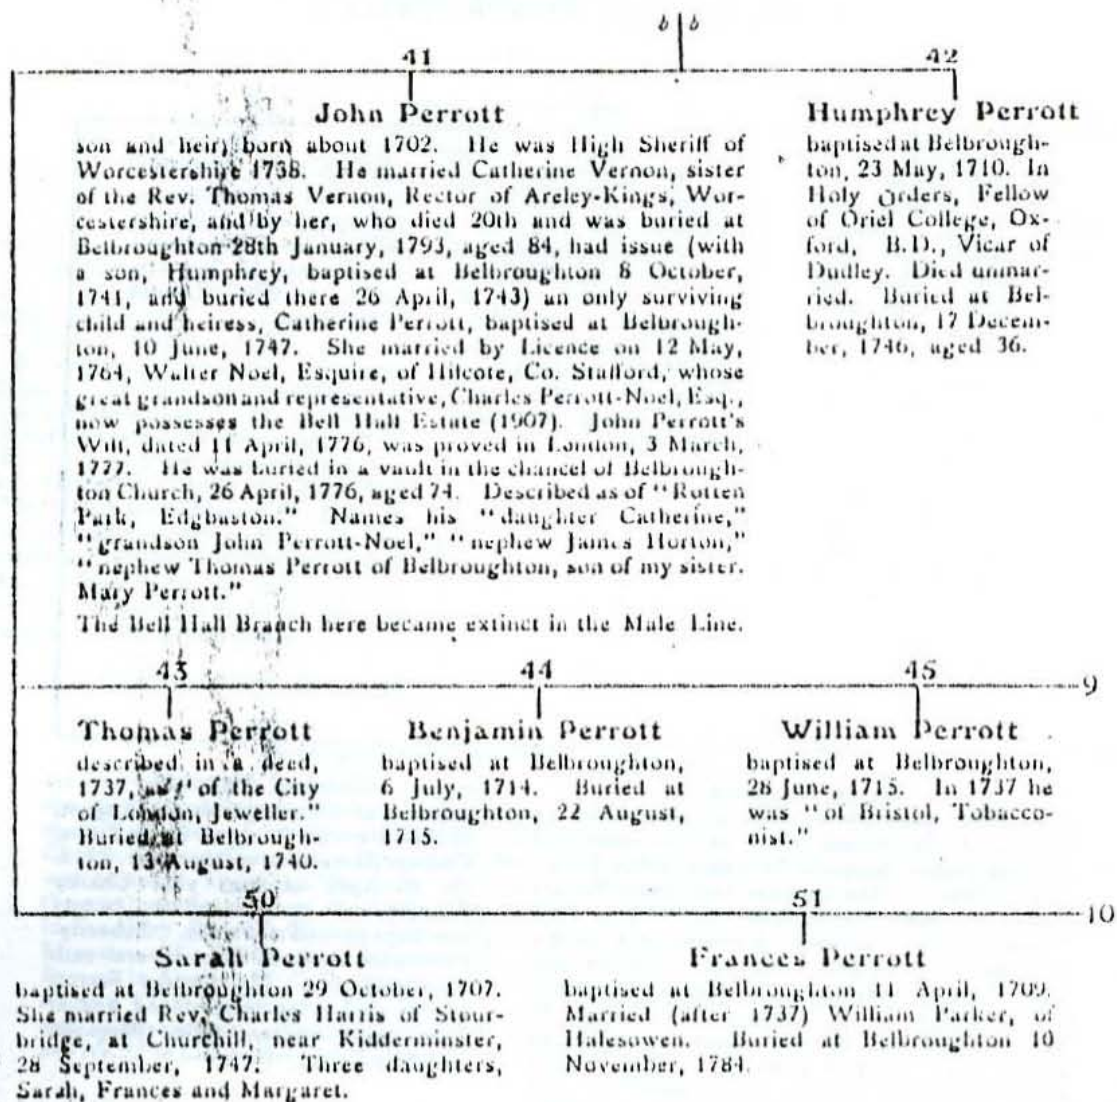 b b
41 42
John Perrott
son and heir, born about 1702. He was High Sheriff of
Worcestershire 1738. He married Catherine Vernon, sister
of the Rev. Thomas Vernon, Rector of Areley-Kings, Wor-
cestershire, and by her, who died 20th and was buried at
Belbroughton 28th January, 1793, aged 84, had issue (with
a son, Humphrey, baptised at Belbroughton 8 October,
1741, and buried there 26 April, 1743) an only surviving
child and heiress, Catherine Perrott, baptised at Belbrough-
ton, 10 June, 1747. She married by Licence on 12 May,
1764, Walter Noel, Esquire, of Hilcote, Co. Stafford, whose
great grandson and representative, Charles Perrott-Noel, Esq.,
now possesses the Bell Hall Estate (1907). John Perrott's
Will, dated 11 April, 1776, was proved in London, 3 March,
1777. He was buried in a vault in the chancel of Belbrough-
ton Church, 26 April, 1776, aged 74. Described as of "Rotten
Park, Edgbaston." Names his "daughter Catherine,"
"grandson John Perrott-Noel," "nephew James Horton,"
"nephew Thomas Perrott of Belbroughton, son of my sister.
Mary Perrott."
The Bell Hall Branch here became extinct in the Male Line.
Humphrey Perrott
baptised at Belbrough-
ton, 23 May, 1710. In
Holy Orders, Fellow
of Oriel College, Ox-
ford, B.D., Vicar of
Dudley. Died unmar-
ried. Buried at Bel-
broughton, 17 Decem-
ber, 1746, aged 36.
43 44 45 9
Thomas Perrott
described in a deed,
1737, as "of the City
of London, Jeweller."
Buried at Belbrough-
ton, 13 August, 1740.
Benjamin Perrott
baptised at Belbroughton,
6 July, 1714. Buried at
Belbroughton, 22 August,
1715.
William Perrott
baptised at Belbroughton,
28 June, 1715. In 1737 he
was "of Bristol, Tobacco-
nist."
50 51 10
Sarah Perrott
baptised at Belbroughton 29 October, 1707.
She married Rev. Charles Harris of Stour-
bridge, at Churchill, near Kidderminster,
28 September, 1747. Three daughters,
Sarah, Frances and Margaret.
Frances Perrott
baptised at Belbroughton 11 April, 1709.
Married (after 1737) William Parker, of
Halesowen. Buried at Belbroughton 10
November, 1784.